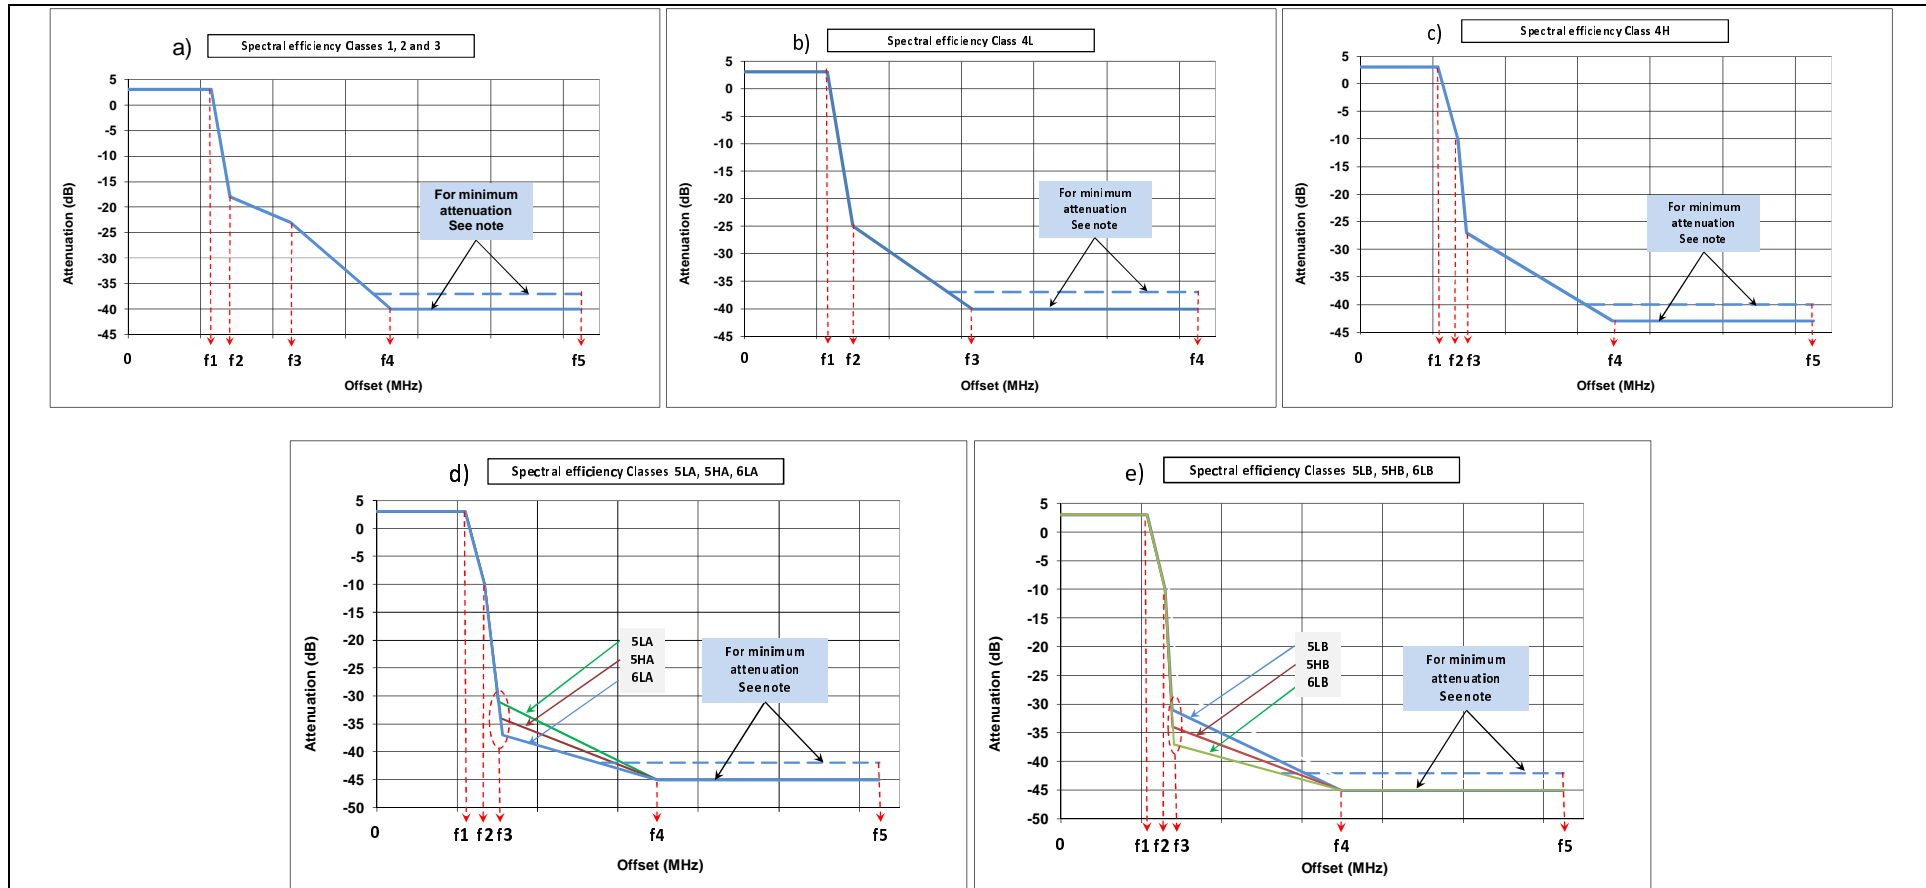 a)
Spectral efficiency Classes 1, 2 and 3
5
0
-5
-10
-15
-20
-25
-30
-35
-40
-45
Attenuation (dB)
For minimum
attenuation
See note
0
f1
f2
f3
f4
f5
Offset (MHz)
b)
Spectral efficiency Class 4L
5
0
-5
-10
-15
-20
-25
-30
-35
-40
-45
Attenuation (dB)
For minimum
attenuation
See note
0
f1
f2
f3
f4
Offset (MHz)
c)
Spectral efficiency Class 4H
5
0
-5
-10
-15
-20
-25
-30
-35
-40
-45
Attenuation (dB)
For minimum
attenuation
See note
0
f1
f2
f3
f4
f5
Offset (MHz)
d)
Spectral efficiency Classes 5LA, 5HA, 6LA
5
0
-5
-10
-15
-20
-25
-30
-35
-40
-45
-50
Attenuation (dB)
5LA
5HA
6LA
For minimum
attenuation
See note
0
f1
f2
f3
f4
f5
Offset (MHz)
e)
Spectral efficiency Classes 5LB, 5HB, 6LB
5
0
-5
-10
-15
-20
-25
-30
-35
-40
-45
-50
Attenuation (dB)
5LB
5HB
6LB
For minimum
attenuation
See note
0
f1
f2
f3
f4
f5
Offset (MHz)